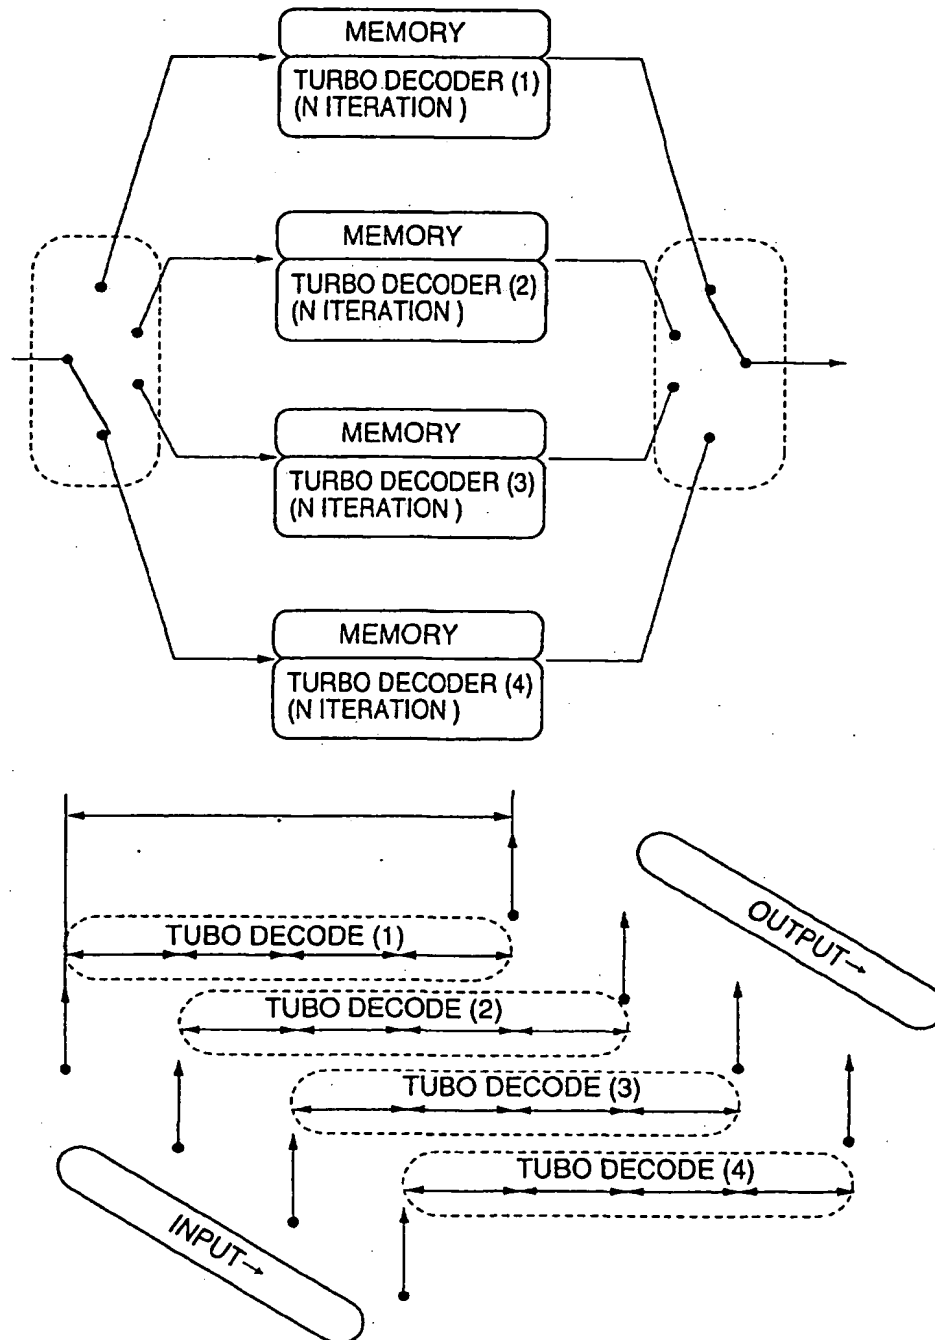 MEMORY
TURBO DECODER (1)
(N ITERATION )
MEMORY
TURBO DECODER (2)
(N ITERATION )
MEMORY
TURBO DECODER (3)
(N ITERATION )
MEMORY
TURBO DECODER (4)
(N ITERATION )
TUBO DECODE (1)
OUTPUT→
TUBO DECODE (2)
TUBO DECODE (3)
TUBO DECODE (4)
INPUT→